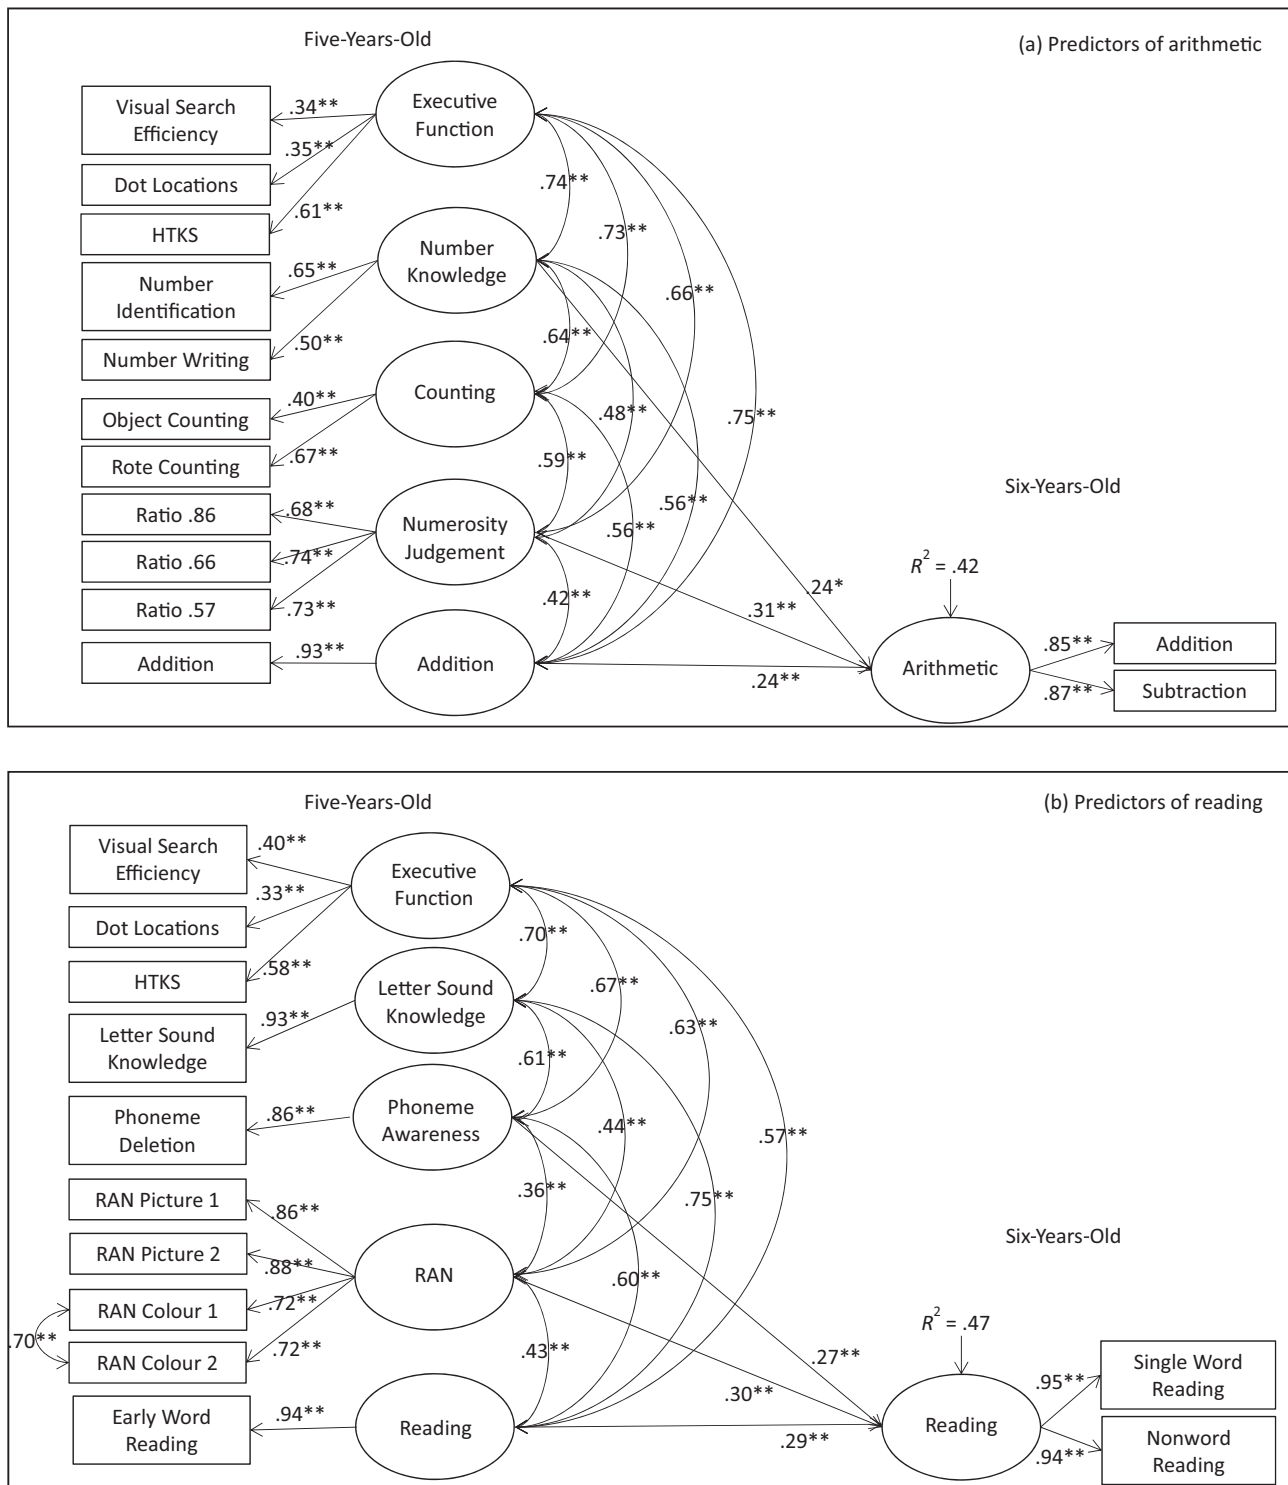 Five-Years-Old
(a) Predictors of arithmetic
Visual Search
Efficiency
.34**
Executive
Function
Dot Locations
.35**
HTKS
.61**
.74**
.73**
Number
Identification
.65**
Number
Knowledge
.66**
Number Writing
.50**
.64**
Object Counting
.40**
Counting
.48**
.75**
Rote Counting
.67**
.59**
Six-Years-Old
Ratio .86
.68**
Numerosity
Judgement
.56**
.56**
Ratio .66
.74**
R² = .42
Ratio .57
.73**
.42**
.31**
.24*
Addition
.93**
Addition
.24**
Arithmetic
.85**
Addition
.87**
Subtraction
Five-Years-Old
(b) Predictors of reading
Visual Search
Efficiency
.40**
Executive
Function
Dot Locations
.33**
HTKS
.58**
.70**
.67**
Letter Sound
Knowledge
.93**
Letter Sound
Knowledge
.63**
.61**
Phoneme
Deletion
.86**
Phoneme
Awareness
.44**
.57**
RAN Picture 1
.86**
.36**
.75**
Six-Years-Old
RAN Picture 2
.88**
RAN
.60**
RAN Colour 1
.72**
R² = .47
.70**
RAN Colour 2
.72**
.43**
.27**
.30**
Early Word
Reading
.94**
Reading
.29**
Reading
.95**
Single Word
Reading
.94**
Nonword
Reading